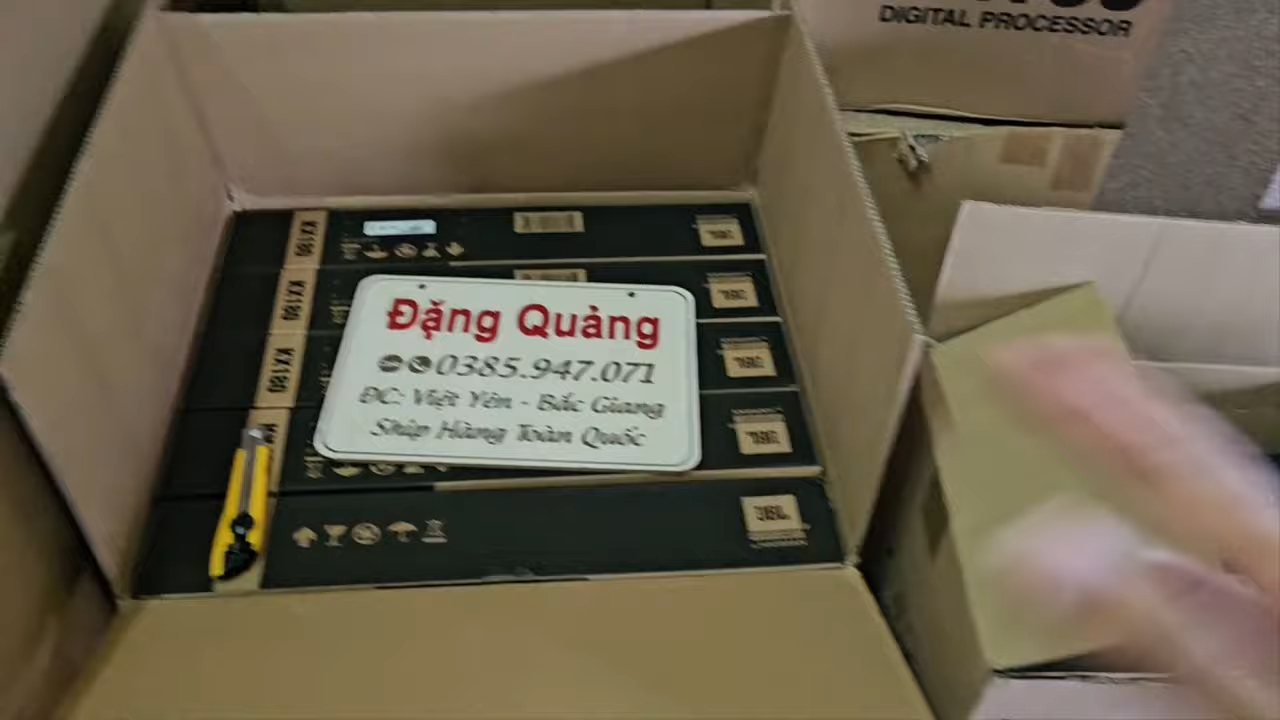 DIGITAL PROCESSOR
KX180
KX180
KX180
JBL
JBL
JBL
JBL
JBL
Đặng Quảng
0385.947.071
ĐC: Việt Yên - Bắc Giang
Ship Hàng Toàn Quốc